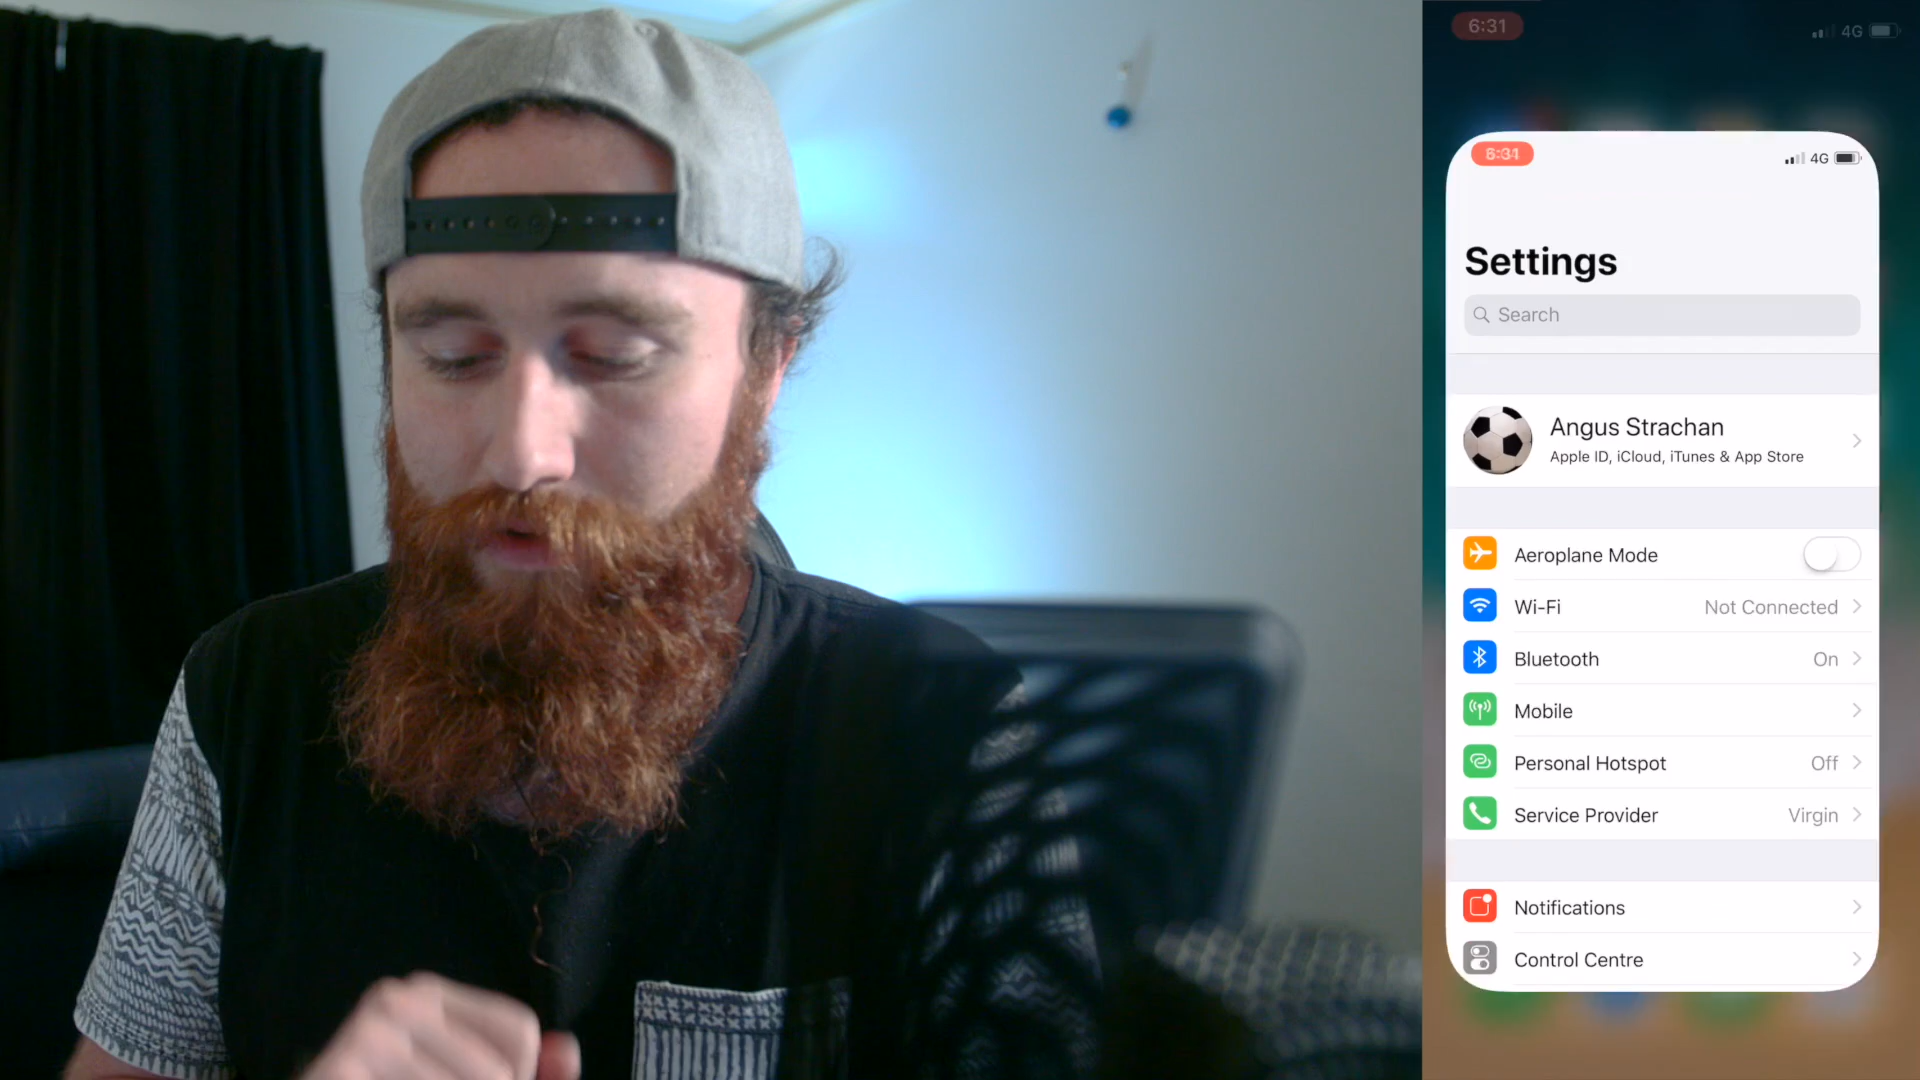 6:31
4G
6:31
4G
Settings
Search
Angus Strachan
Apple ID, iCloud, iTunes & App Store
Aeroplane Mode
Wi-Fi Not Connected
Bluetooth On
Mobile
Personal Hotspot Off
Service Provider Virgin
Notifications
Control Centre